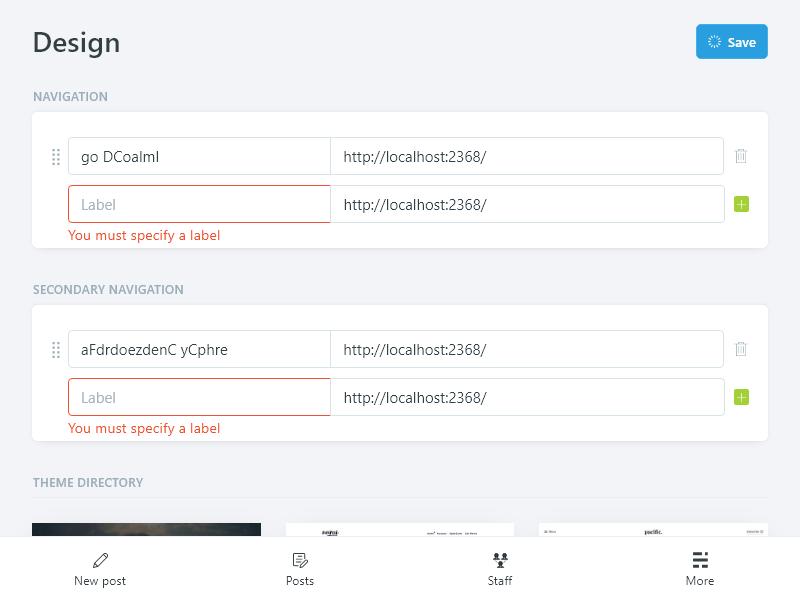 Design
Save
NAVIGATION
go DCoalmI
http://localhost:2368/
Label
http://localhost:2368/
You must specify a label
SECONDARY NAVIGATION
aFdrdoezdenC yCphre
http://localhost:2368/
Label
http://localhost:2368/
You must specify a label
THEME DIRECTORY
pacific.
New post
Posts
Staff
More